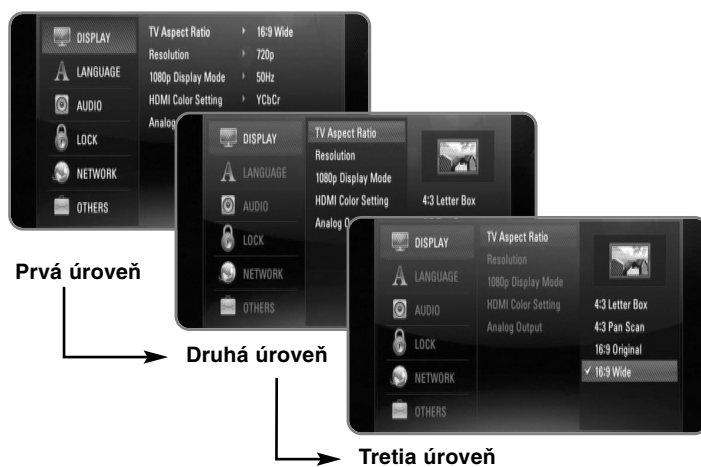 DISPLAY
LANGUAGE
AUDIO
LOCK
NETWORK
OTHERS
TV Aspect Ratio 16:9 Wide
Resolution 720p
1080p Display Mode 50Hz
HDMI Color Setting YCbCr
Analog
Prvá úroveň
DISPLAY
LANGUAGE
AUDIO
LOCK
NETWORK
OTHERS
TV Aspect Ratio
Resolution
1080p Display Mode
HDMI Color Setting
Analog O
4:3 Letter Box
Druhá úroveň
DISPLAY
LANGUAGE
AUDIO
LOCK
NETWORK
OTHERS
TV Aspect Ratio
Resolution
1080p Display Mode
HDMI Color Setting
Analog Output
4:3 Letter Box
4:3 Pan Scan
16:9 Original
✓ 16:9 Wide
Tretia úroveň